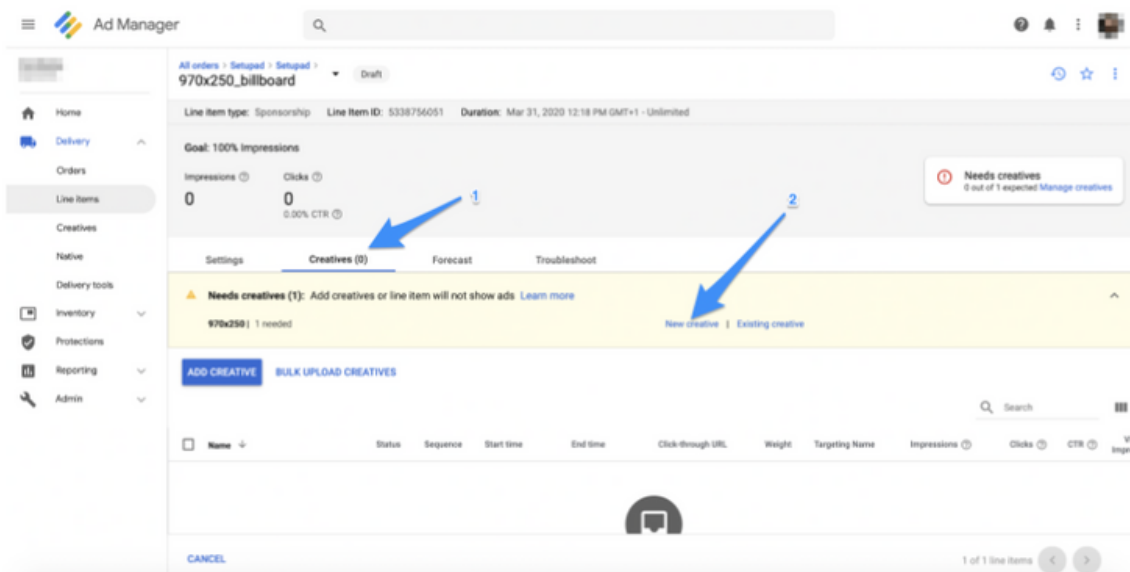 Ad Manager
All orders > Setupad > Setupad >
970x250_billboard
Draft
Line item type: Sponsorship Line Item ID: 5338756051 Duration: Mar 31, 2020 12:18 PM GMT+1 - Unlimited
Home
Delivery
Orders
Line items
Creatives
Native
Delivery tools
Inventory
Protections
Reporting
Admin
Goal: 100% Impressions
Impressions Clicks
0 0
0.00% CTR
1
2
Needs creatives
0 out of 1 expected Manage creatives
Settings Creatives (0) Forecast Troubleshoot
Needs creatives (1): Add creatives or line item will not show ads Learn more
970x250 | 1 needed New creative | Existing creative
ADD CREATIVE BULK UPLOAD CREATIVES
Search
Name Status Sequence Start time End time Click-through URL Weight Targeting Name Impressions Clicks CTR
CANCEL 1 of 1 line items